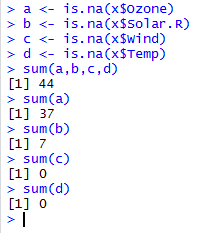 > a <- is.na(x$Ozone)
> b <- is.na(x$Solar.R)
> c <- is.na(x$Wind)
> d <- is.na(x$Temp)
> sum(a,b,c,d)
[1] 44
> sum(a)
[1] 37
> sum(b)
[1] 7
> sum(c)
[1] 0
> sum(d)
[1] 0
>